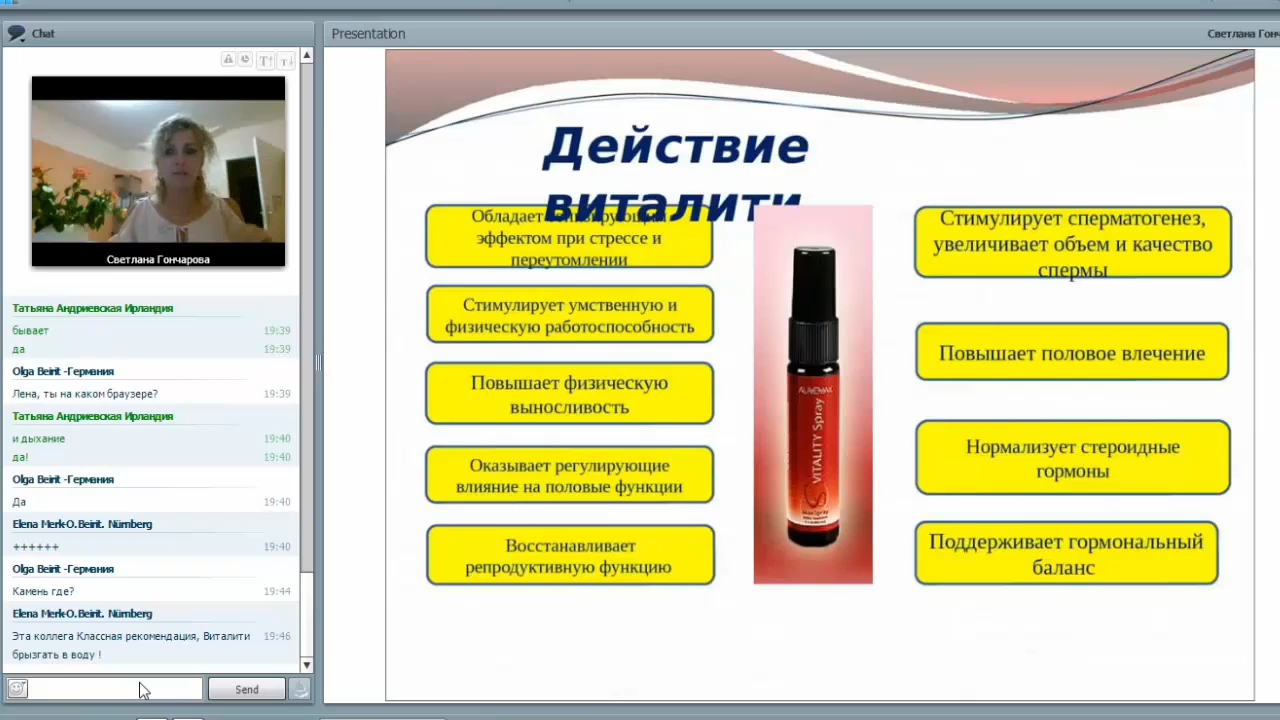 Chat
Presentation
Светлана Гонч
Светлана Гончарова
Татьяна Андриевская Ирландия
бывает 19:39
да 19:39
Olga Beirit -Германия
Лена, ты на каком браузере? 19:39
Татьяна Андриевская Ирландия
и дыхание 19:40
да! 19:40
Olga Beirit -Германия
Да 19:40
Elena Merk-O.Beirit. Nürnberg
++++++ 19:40
Olga Beirit -Германия
Камень где? 19:44
Elena Merk-O.Beirit. Nürnberg
Эта коллега Классная рекомендация, Виталити 19:46
брызгать в воду !
Send
Действие
виталити
Обладает
эффектом при стрессе и
переутомлении
Стимулирует умственную и
физическую работоспособность
Повышает физическую
выносливость
Оказывает регулирующие
влияние на половые функции
Восстанавливает
репродуктивную функцию
VITALITY Spray
Стимулирует сперматогенез,
увеличивает объем и качество
спермы
Повышает половое влечение
Нормализует стероидные
гормоны
Поддерживает гормональный
баланс